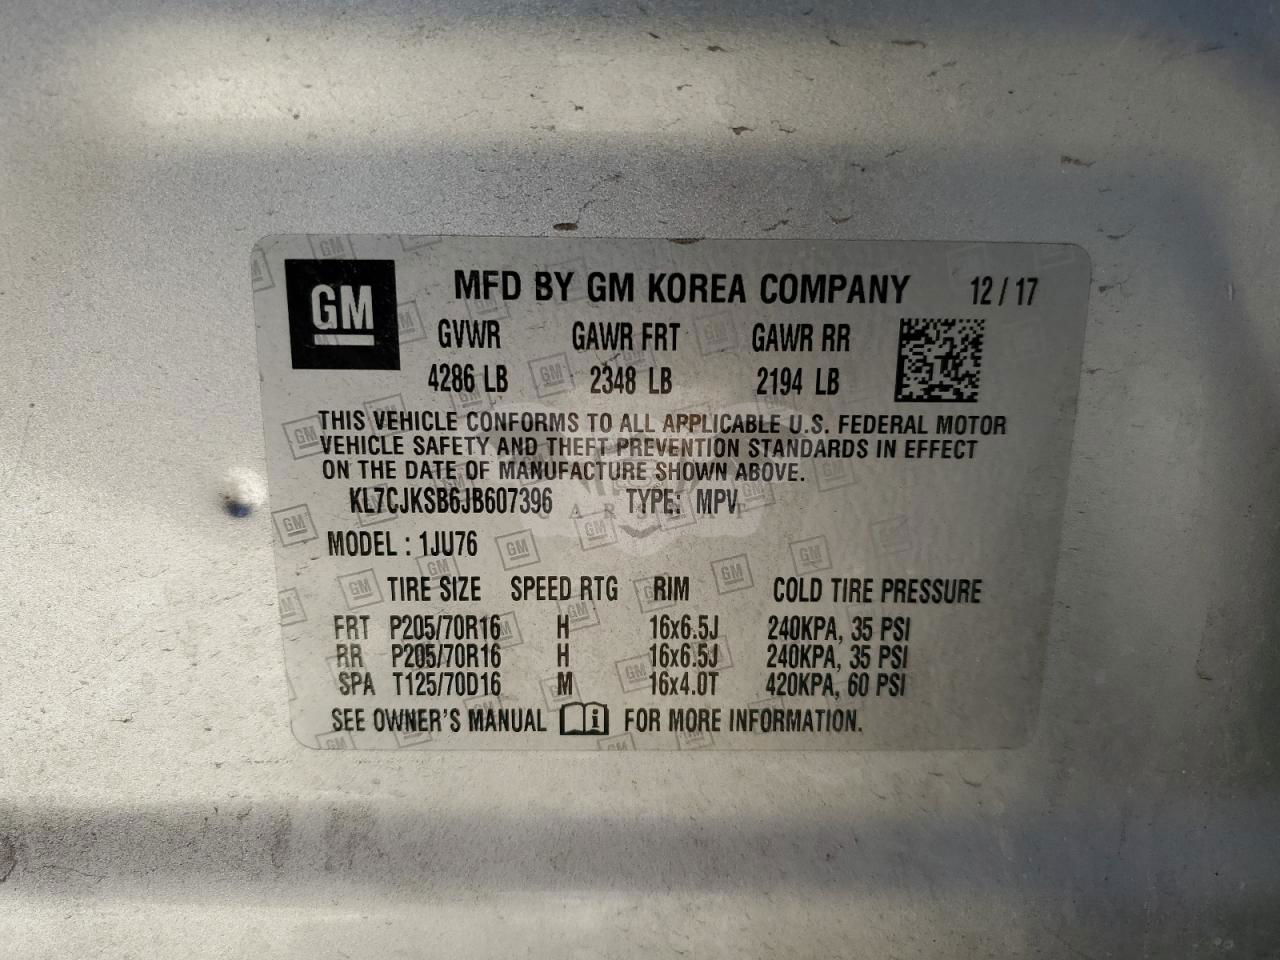 GM MFD BY GM KOREA COMPANY 12/17
GVWR GAWR FRT GAWR RR
4286 LB 2348 LB 2194 LB
THIS VEHICLE CONFORMS TO ALL APPLICABLE U.S. FEDERAL MOTOR
VEHICLE SAFETY AND THEFT PREVENTION STANDARDS IN EFFECT
ON THE DATE OF MANUFACTURE SHOWN ABOVE.
KL7CJKSB6JB607396 TYPE: MPV
MODEL: 1JU76
TIRE SIZE SPEED RTG RIM COLD TIRE PRESSURE
FRT P205/70R16 H 16x6.5J 240KPA, 35 PSI
RR P205/70R16 H 16x6.5J 240KPA, 35 PSI
SPA T125/70D16 M 16x4.0T 420KPA, 60 PSI
SEE OWNER'S MANUAL FOR MORE INFORMATION.